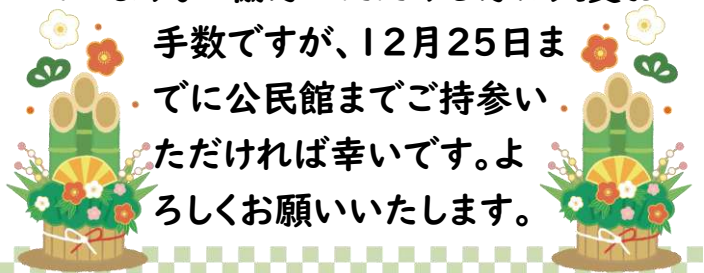 手数ですが、12月25日ま
でに公民館までご持参い
ただければ幸いです。よ
ろしくお願いいたします。